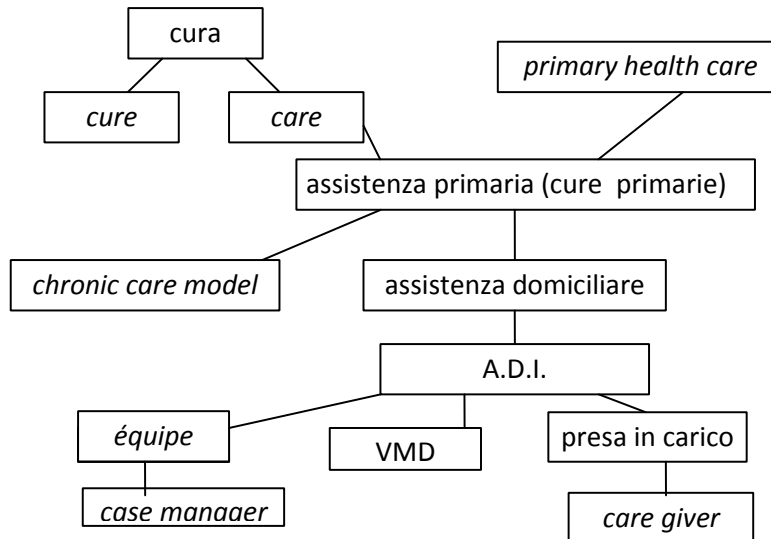 cura
primary health care
cure
care
assistenza primaria (cure primarie)
chronic care model
assistenza domiciliare
A.D.I.
équipe
VMD
presa in carico
case manager
care giver